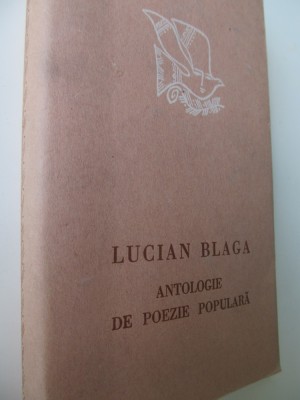 LUCIAN BLAGA
ANTOLOGIE
DE POEZIE POPULARĂ